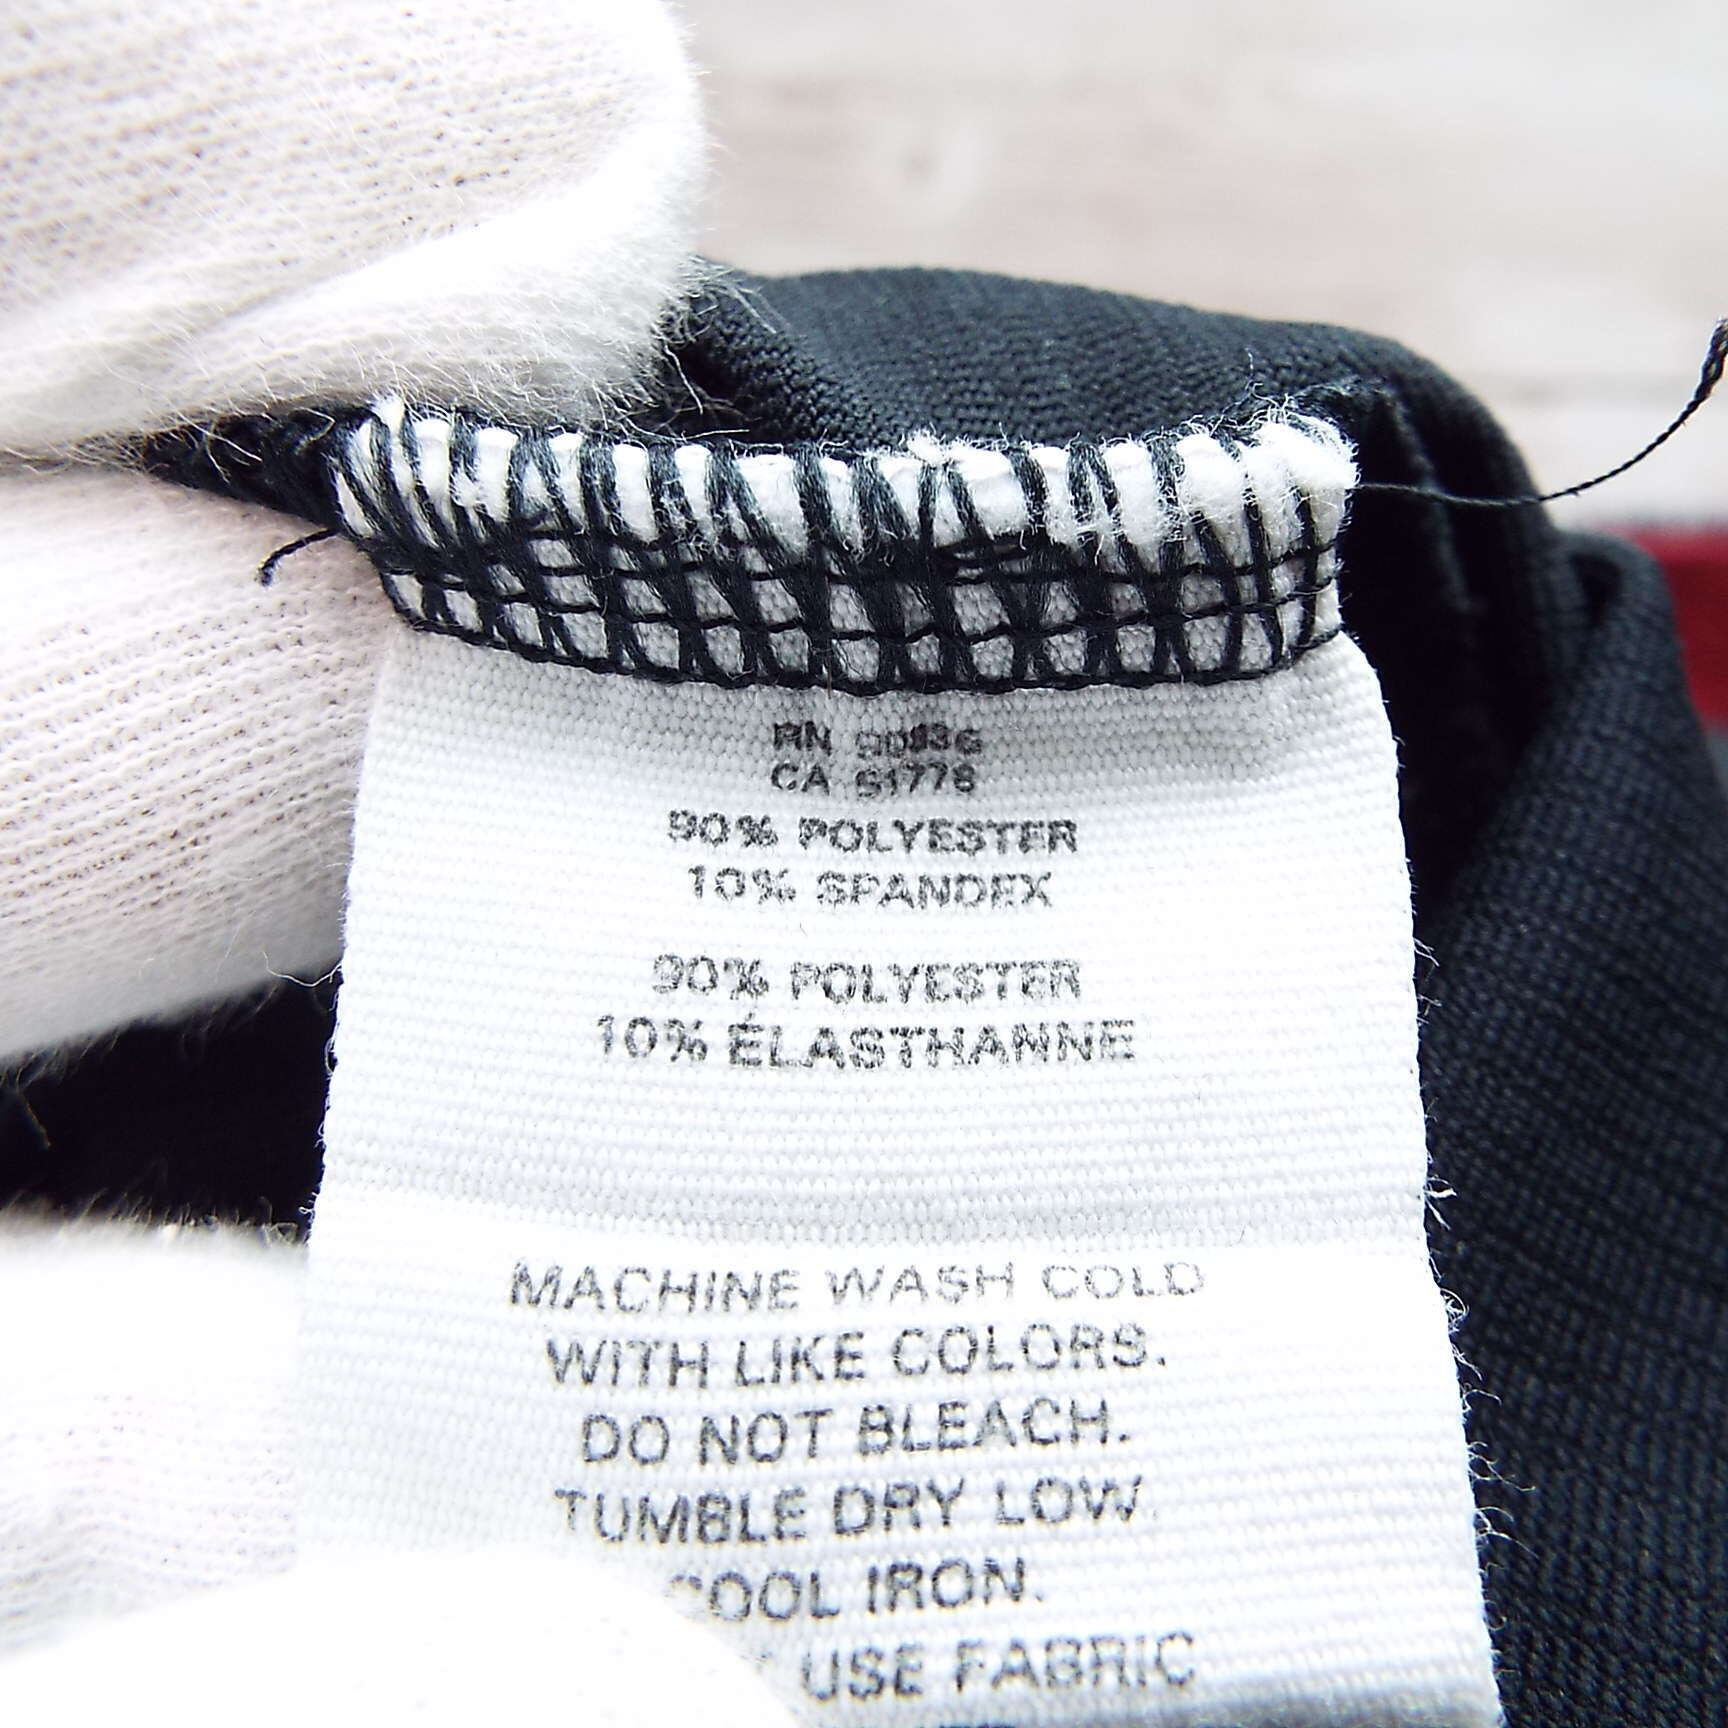 RN
CA 51776
90% POLYESTER
10% SPANDEX
90% POLYESTER
10% ÉLASTHANNE
MACHINE WASH COLD
WITH LIKE COLORS.
DO NOT BLEACH.
TUMBLE DRY LOW.
COOL IRON.
USE FABRIC